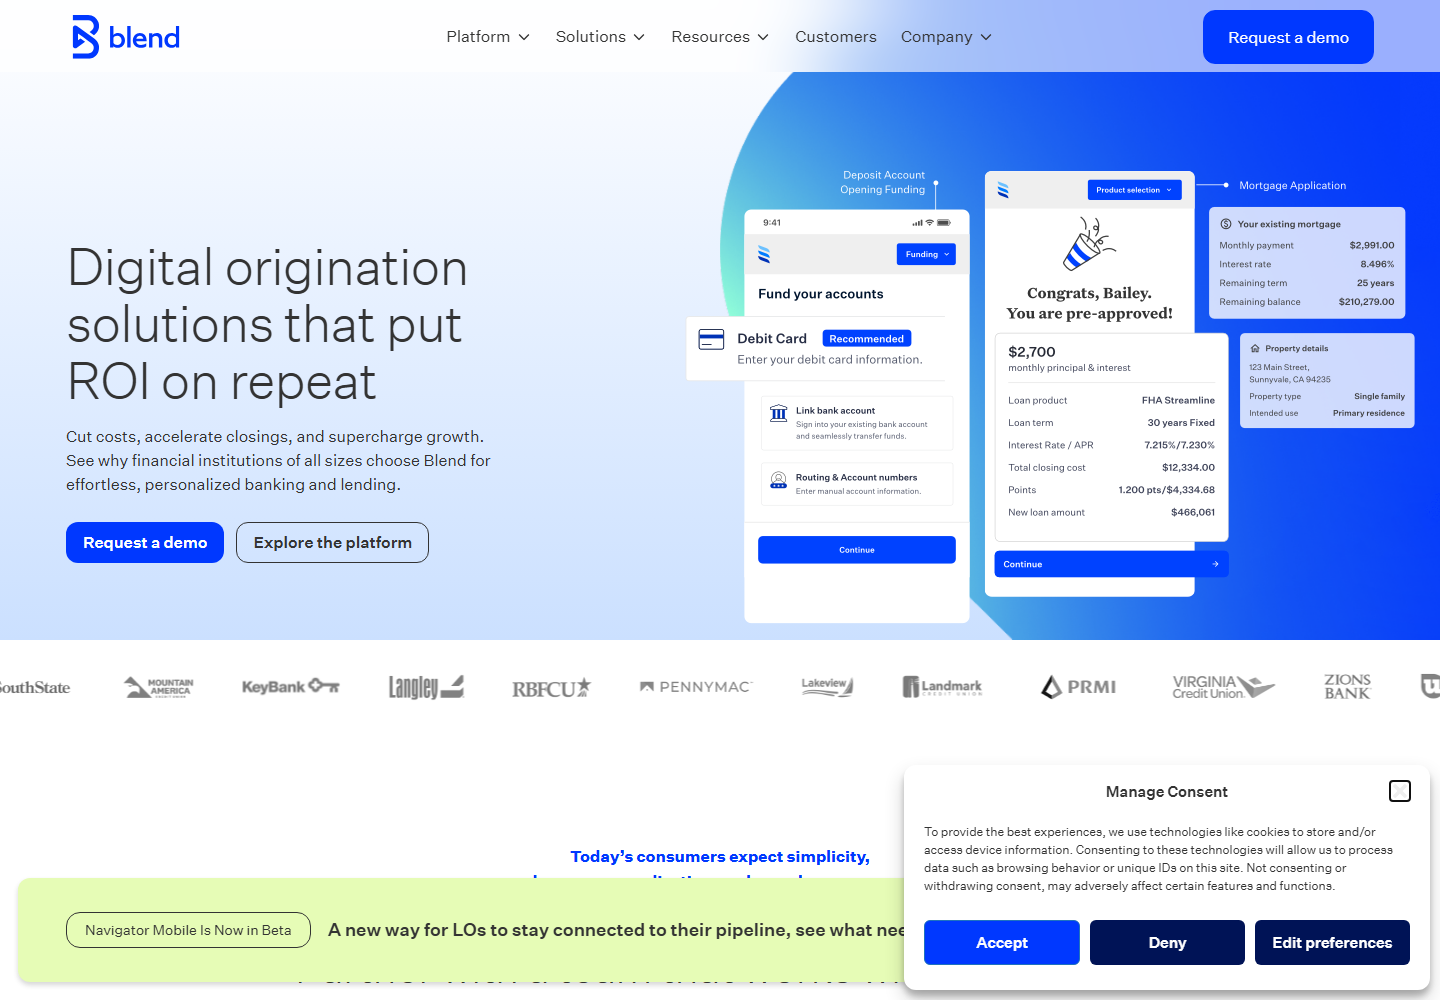 blend
Platform
Solutions
Resources
Customers
Company
Request a demo
Digital origination
solutions that put
ROI on repeat
Cut costs, accelerate closings, and supercharge growth.
See why financial institutions of all sizes choose Blend for
effortless, personalized banking and lending.
Request a demo
Explore the platform
Deposit Account
Opening Funding
9:41
Funding
Fund your accounts
Debit Card
Recommended
Enter your debit card information.
Link bank account
Sign into your existing bank account
and seamlessly transfer funds.
Routing & Account numbers
Enter manual account information.
Continue
Product selection
Mortgage Application
Congrats, Bailey.
You are pre-approved!
$2,700
monthly principal & interest
Loan product FHA Streamline
Loan term 30 years Fixed
Interest Rate / APR 7.215%/7.230%
Total closing cost $12,334.00
Points 1.200 pts/$4,334.68
New loan amount $466,061
Continue
Your existing mortgage
Monthly payment $2,991.00
Interest rate 8.496%
Remaining term 25 years
Remaining balance $210,279.00
Property details
123 Main Street,
Sunnyvale, CA 94235
Property type Single family
Intended use Primary residence
SouthState
MOUNTAIN
AMERICA
CREDIT UNION
KeyBank
Langley
RBFCU
PENNYMAC
Lakeview
Landmark
CREDIT UNION
PRMI
VIRGINIA
Credit Union
ZIONS
BANK
Today's consumers expect simplicity,
Navigator Mobile Is Now in Beta
A new way for LOs to stay connected to their pipeline, see what
Manage Consent
To provide the best experiences, we use technologies like cookies to store and/or
access device information. Consenting to these technologies will allow us to process
data such as browsing behavior or unique IDs on this site. Not consenting or
withdrawing consent, may adversely affect certain features and functions.
Accept
Deny
Edit preferences